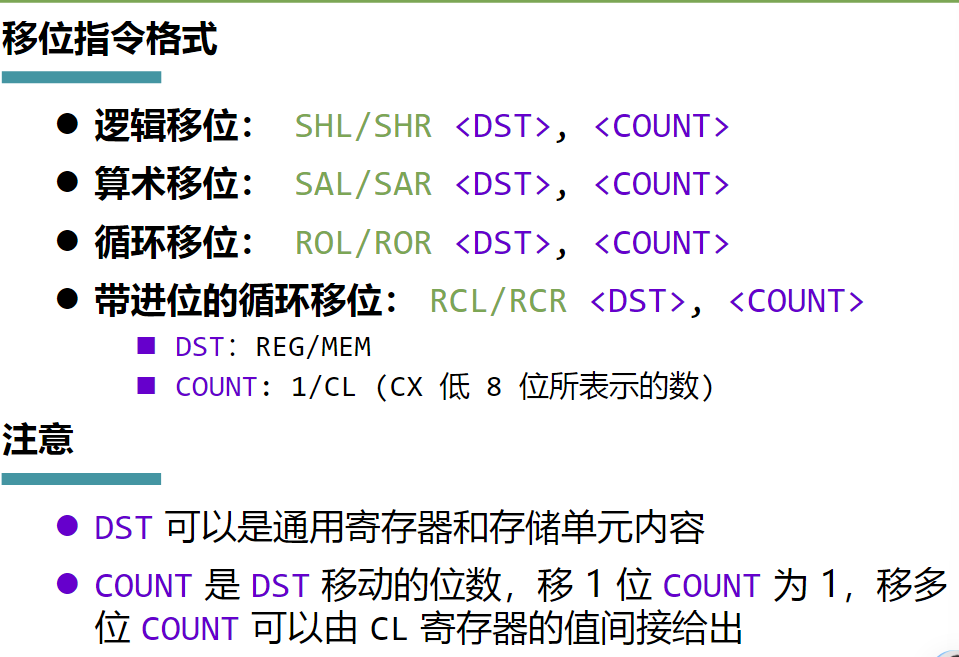 移位指令格式
● 逻辑移位： SHL/SHR <DST>, <COUNT>
● 算术移位： SAL/SAR <DST>, <COUNT>
● 循环移位： ROL/ROR <DST>, <COUNT>
● 带进位的循环移位： RCL/RCR <DST>, <COUNT>
■ DST: REG/MEM
■ COUNT: 1/CL (CX 低 8 位所表示的数)
注意
● DST 可以是通用寄存器和存储单元内容
● COUNT 是 DST 移动的位数，移 1 位 COUNT 为 1，移多
位 COUNT 可以由 CL 寄存器的值间接给出